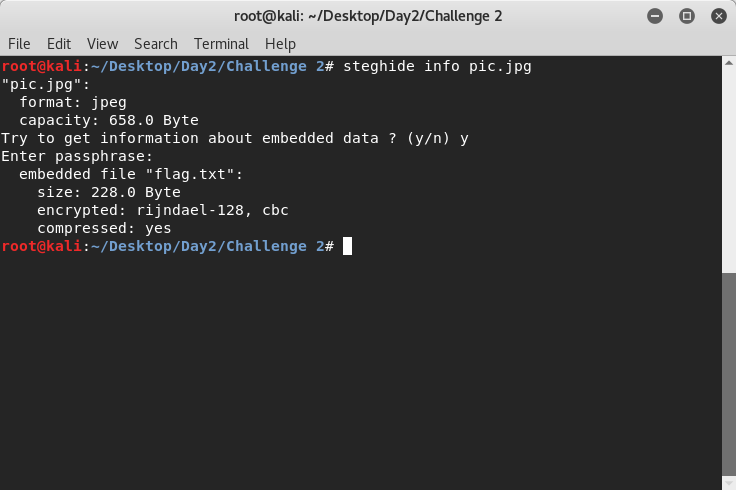 root@kali: ~/Desktop/Day2/Challenge 2
File Edit View Search Terminal Help
root@kali:~/Desktop/Day2/Challenge 2# steghide info pic.jpg
"pic.jpg":
  format: jpeg
  capacity: 658.0 Byte
Try to get information about embedded data ? (y/n) y
Enter passphrase:
  embedded file "flag.txt":
    size: 228.0 Byte
    encrypted: rijndael-128, cbc
    compressed: yes
root@kali:~/Desktop/Day2/Challenge 2#